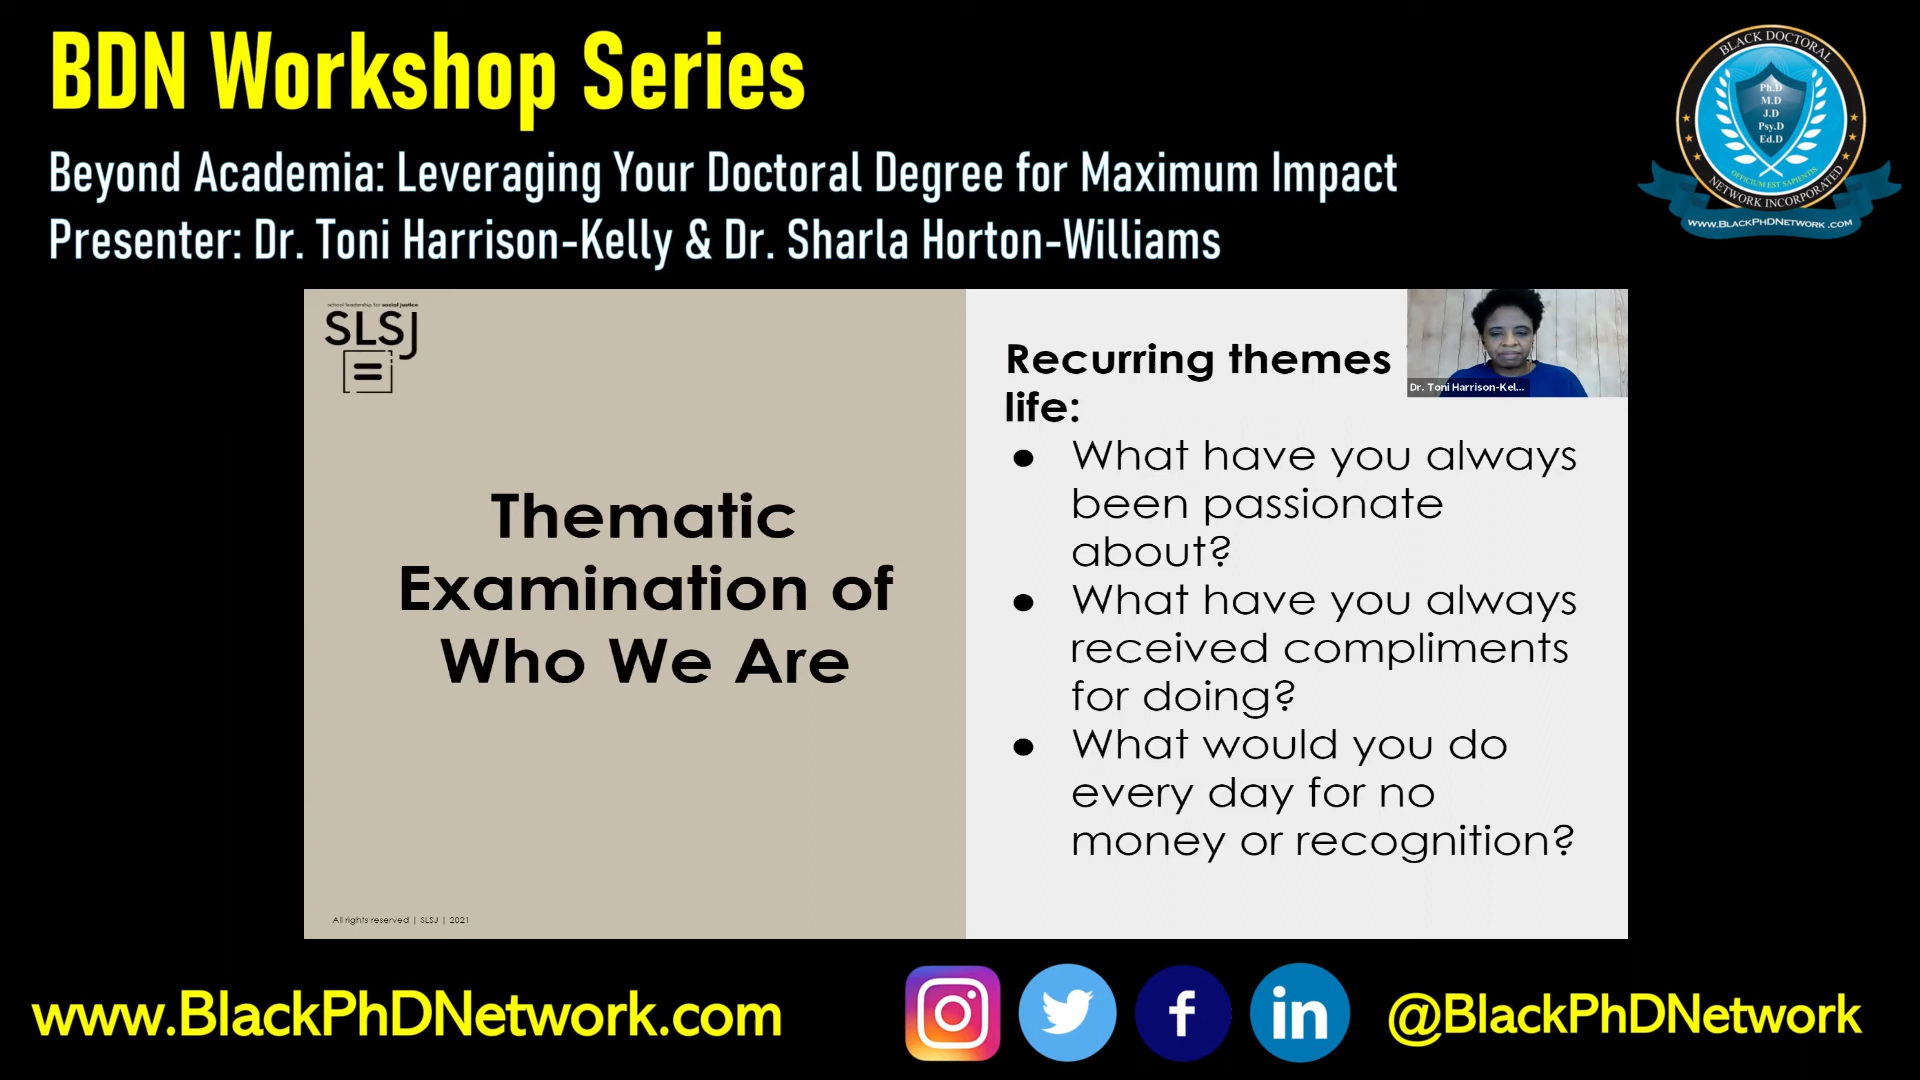 BDN Workshop Series
Beyond Academia: Leveraging Your Doctoral Degree for Maximum Impact
Presenter: Dr. Toni Harrison-Kelly & Dr. Sharla Horton-Williams
BLACK DOCTORAL
Ph.D
M.D
J.D
Psy.D
Ed.D
OFFICIUM EST SAPIENTIS
NETWORK INCORPORATED
WWW.BLACKPHDNETWORK.COM
school leadership for social justice
SLSJ
Thematic
Examination of
Who We Are
All rights reserved | SLSJ | 2021
Recurring themes
life:
● What have you always
been passionate
about?
● What have you always
received compliments
for doing?
● What would you do
every day for no
money or recognition?
Dr. Toni Harrison-Kel...
www.BlackPhDNetwork.com
@BlackPhDNetwork